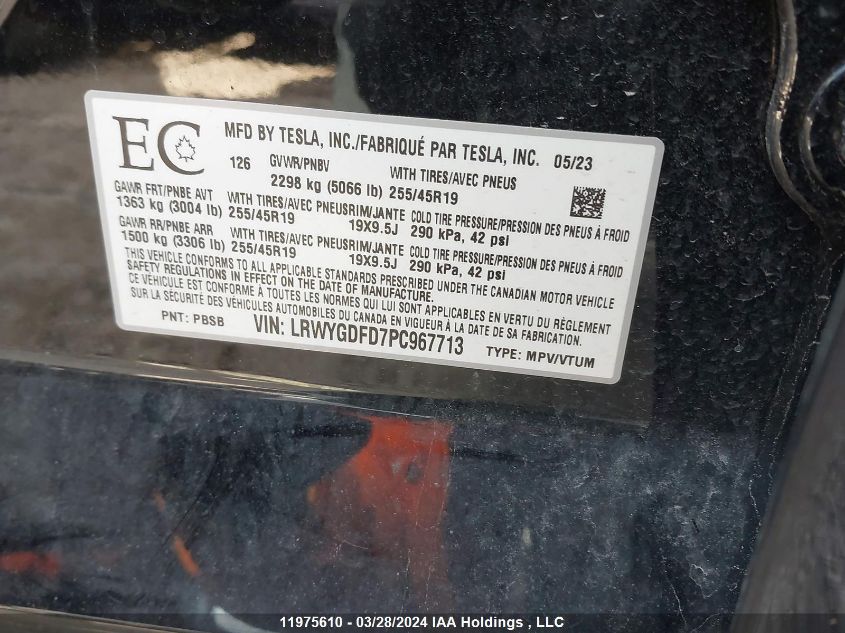 EC
MFD BY TESLA, INC./FABRIQUÉ PAR TESLA, INC. 05/23
126 GVWR/PNBV WITH TIRES/AVEC PNEUS
2298 kg (5066 lb) 255/45R19
GAWR FRT/PNBE AVT WITH TIRES/AVEC PNEUS RIM/JANTE COLD TIRE PRESSURE/PRESSION DES PNEUS À FROID
1363 kg (3004 lb) 255/45R19 19X9.5J 290 kPa, 42 psi
GAWR RR/PNBE ARR WITH TIRES/AVEC PNEUS RIM/JANTE COLD TIRE PRESSURE/PRESSION DES PNEUS À FROID
1500 kg (3306 lb) 255/45R19 19X9.5J 290 kPa, 42 psi
THIS VEHICLE CONFORMS TO ALL APPLICABLE STANDARDS PRESCRIBED UNDER THE CANADIAN MOTOR VEHICLE
SAFETY REGULATIONS IN EFFECT ON THE DATE OF MANUFACTURE.
CE VÉHICULE EST CONFORME À TOUTES LES NORMES QUI LUI SONT APPLICABLES EN VERTU DU RÈGLEMENT
SUR LA SÉCURITÉ DES VÉHICULES AUTOMOBILES DU CANADA EN VIGUEUR À LA DATE DE SA FABRICATION.
PNT: PBSB VIN: LRWYGDFD7PC967713 TYPE: MPV/VTUM
11975610 - 03/28/2024 IAA Holdings , LLC